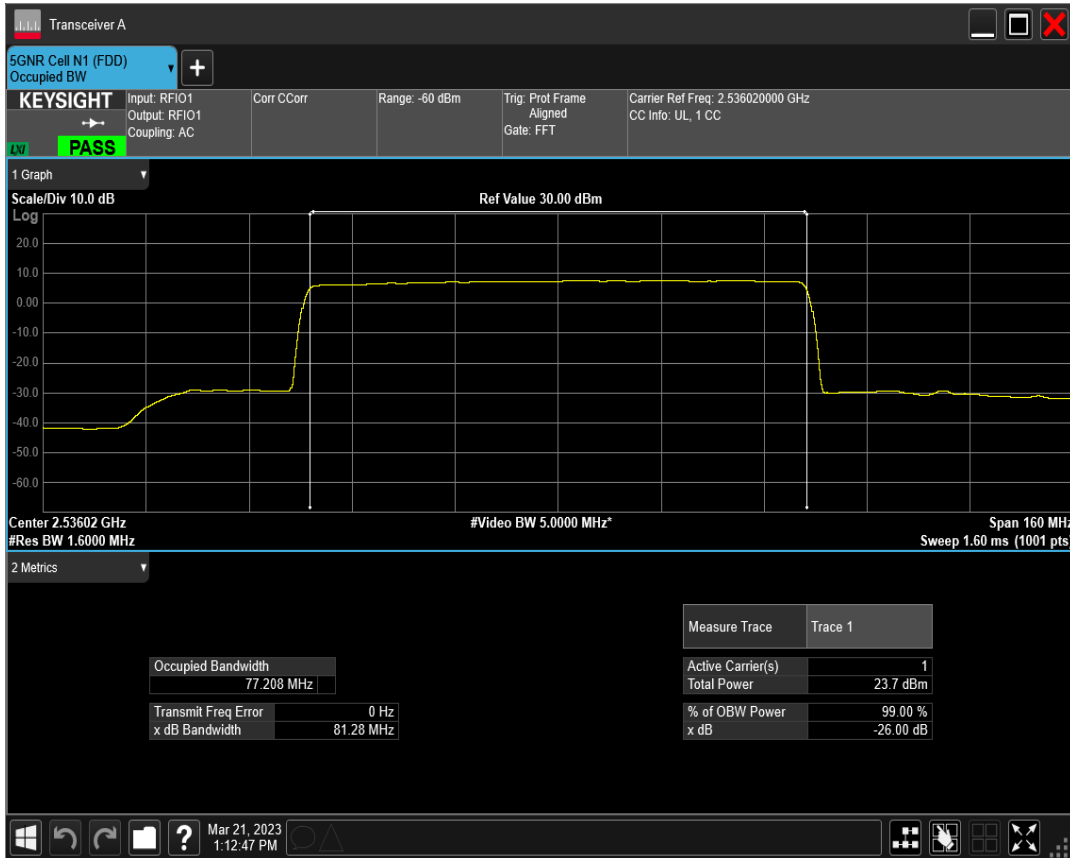 Transceiver A
5GNR Cell N1 (FDD)
Occupied BW
KEYSIGHT
LXI
PASS
Input: RFIO1
Output: RFIO1
Coupling: AC
Corr CCorr
Range: -60 dBm
Trig: Prot Frame
Aligned
Gate: FFT
Carrier Ref Freq: 2.536020000 GHz
CC Info: UL, 1 CC
1 Graph
Scale/Div 10.0 dB
Ref Value 30.00 dBm
Log
20.0
10.0
0.00
-10.0
-20.0
-30.0
-40.0
-50.0
-60.0
Center 2.53602 GHz
#Video BW 5.0000 MHz*
Span 160 MHz
#Res BW 1.6000 MHz
Sweep 1.60 ms (1001 pts)
2 Metrics
Measure Trace Trace 1
Occupied Bandwidth
77.208 MHz
Active Carrier(s) 1
Total Power 23.7 dBm
Transmit Freq Error 0 Hz
x dB Bandwidth 81.28 MHz
% of OBW Power 99.00 %
x dB -26.00 dB
?
Mar 21, 2023
1:12:47 PM